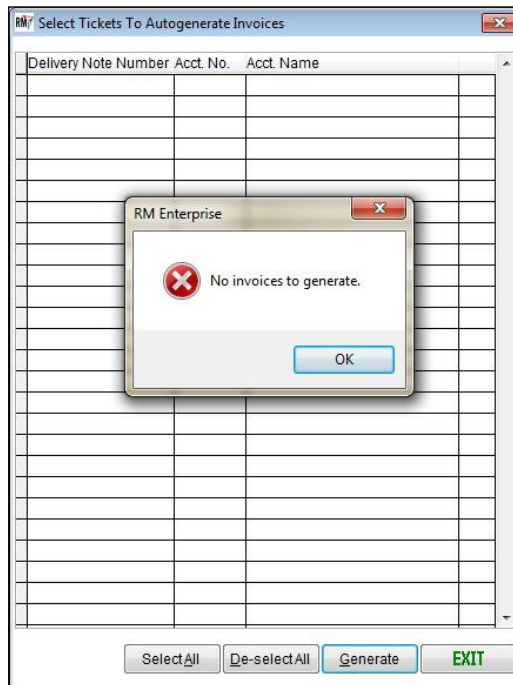 RM Select Tickets To Autogenerate Invoices
Delivery Note Number Acct. No. Acct. Name
RM Enterprise
No invoices to generate.
OK
Select All De-select All Generate EXIT